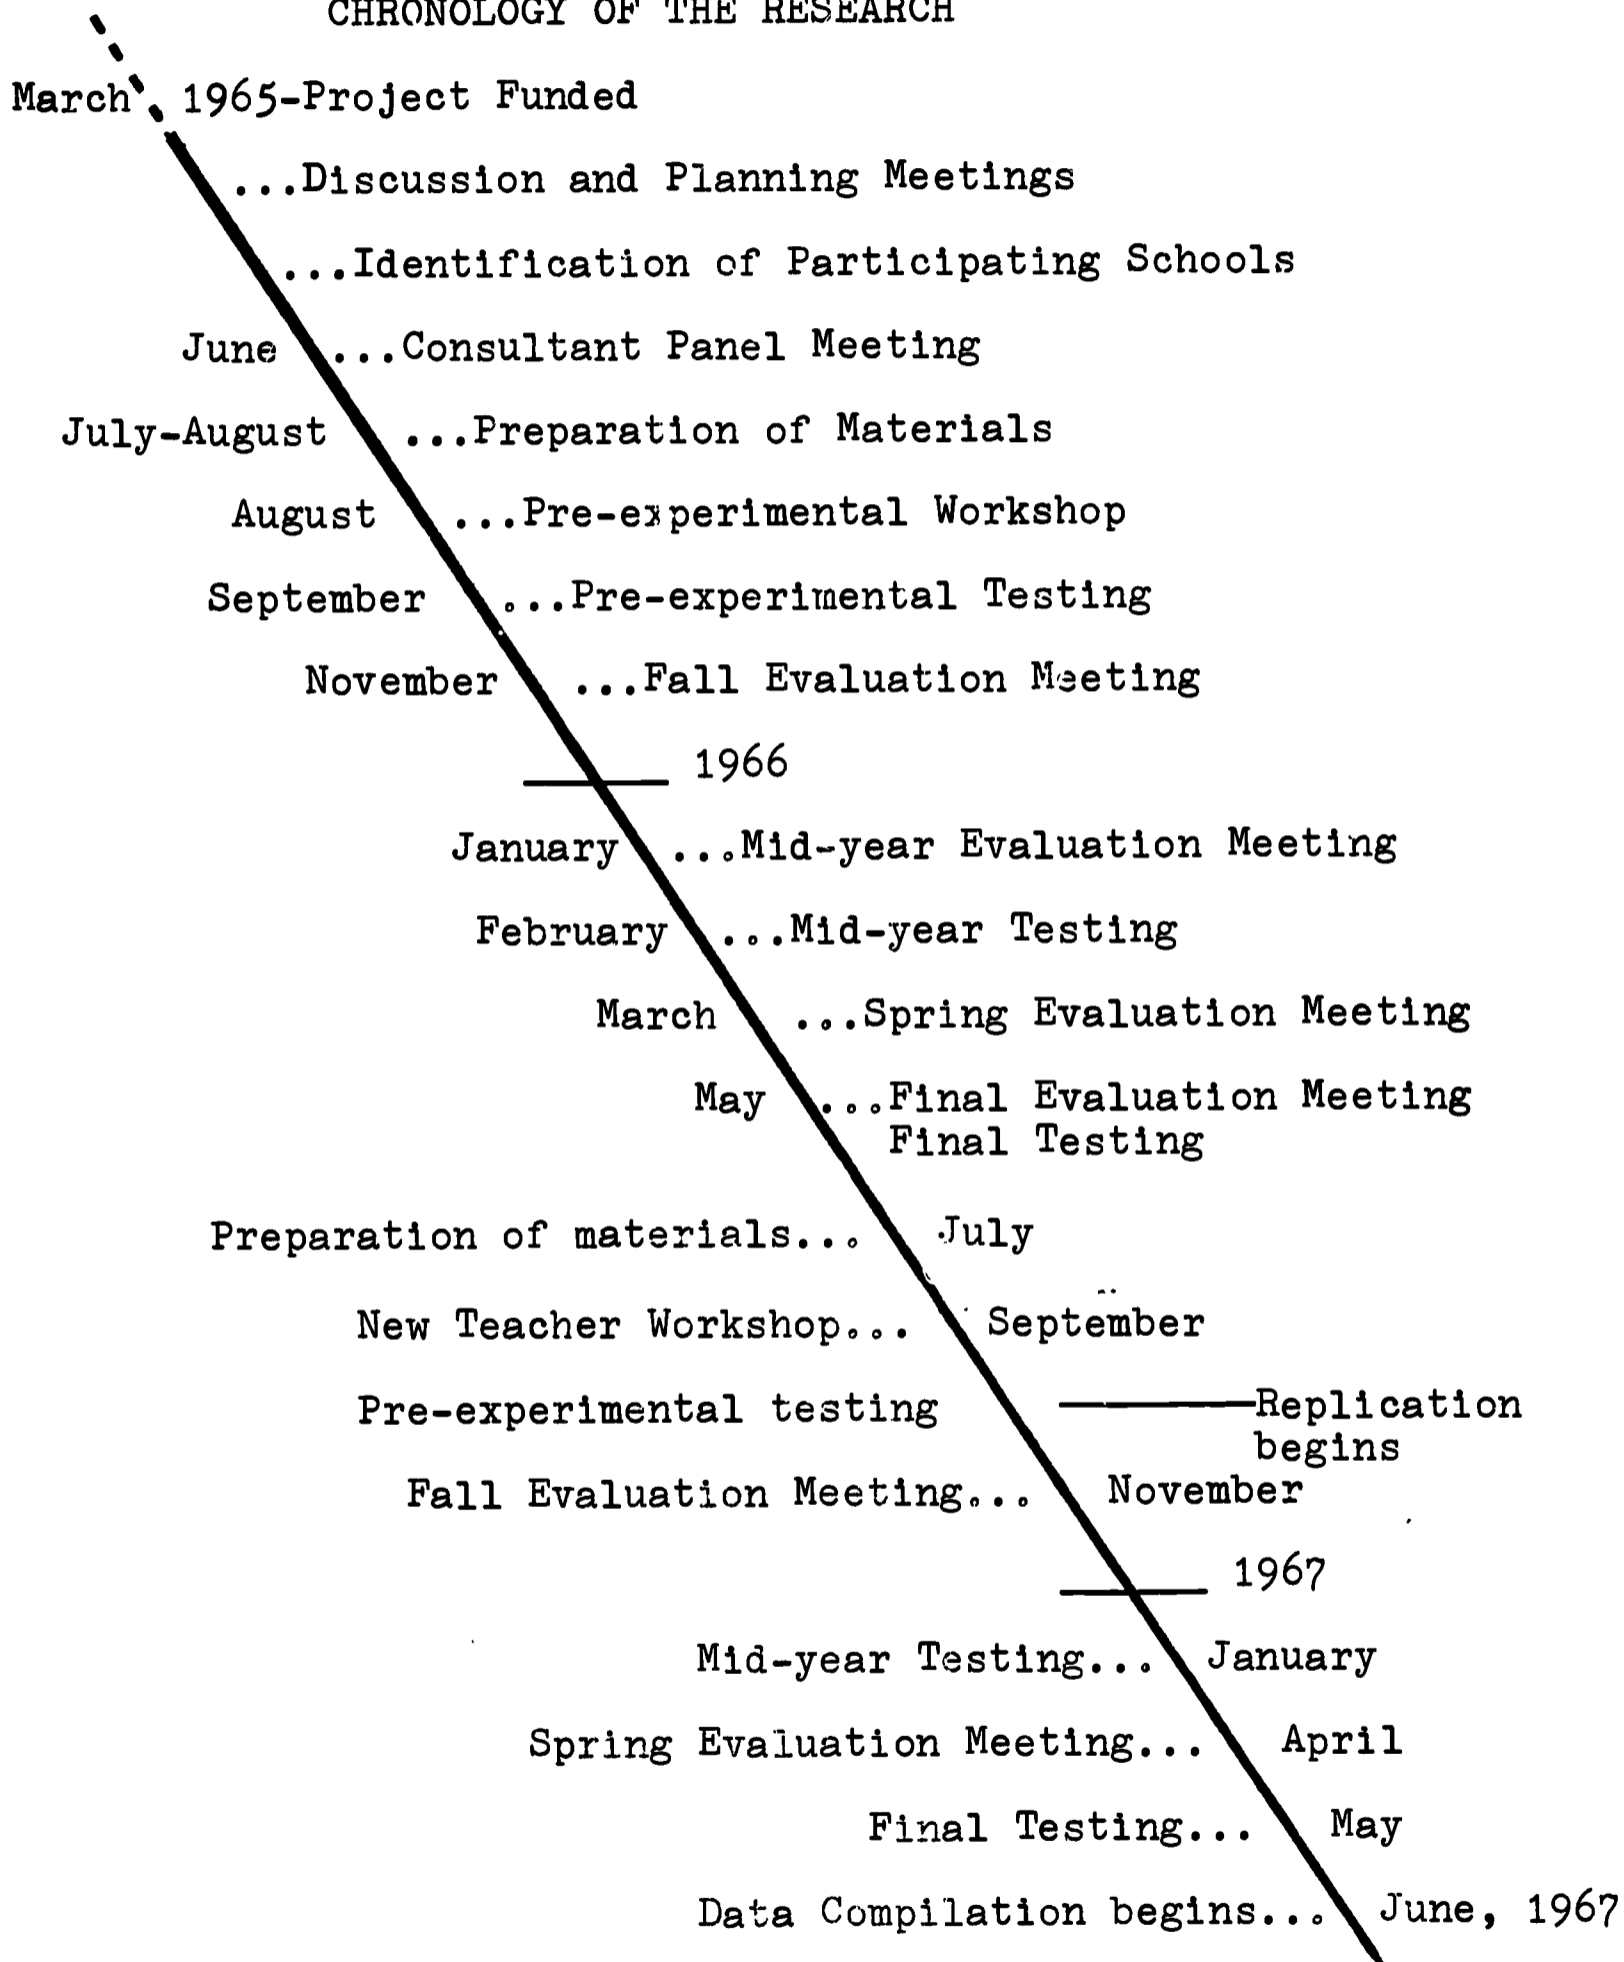 CHRONOLOGY OF THE RESEARCH
March 1965-Project Funded
...Discussion and Planning Meetings
...Identification of Participating Schools
June ...Consultant Panel Meeting
July-August ...Preparation of Materials
August ...Pre-experimental Workshop
September ...Pre-experimental Testing
November ...Fall Evaluation Meeting
1966
January ...Mid-year Evaluation Meeting
February ...Mid-year Testing
March ...Spring Evaluation Meeting
May ...Final Evaluation Meeting
Final Testing
Preparation of materials... July
New Teacher Workshop... September
Pre-experimental testing Replication
begins
Fall Evaluation Meeting... November
1967
Mid-year Testing... January
Spring Evaluation Meeting... April
Final Testing... May
Data Compilation begins... June, 1967